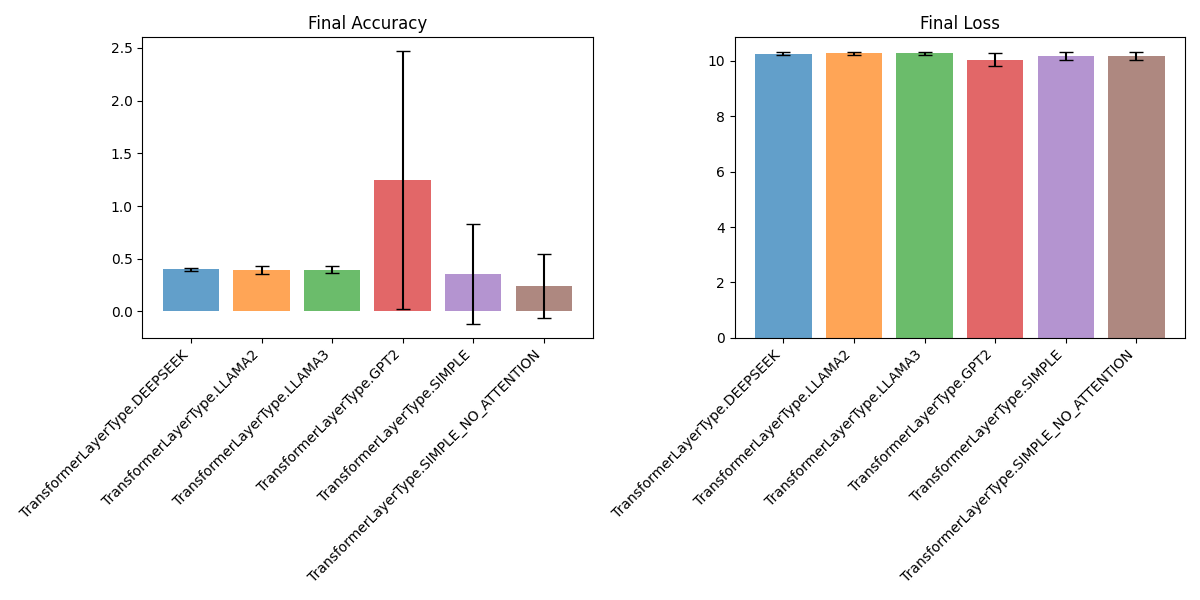 Final Accuracy
2.5
2.0
1.5
1.0
0.5
0.0
TransformerLayerType.DEEPSEEK
TransformerLayerType.LLAMA2
TransformerLayerType.LLAMA3
TransformerLayerType.GPT2
TransformerLayerType.SIMPLE
TransformerLayerType.SIMPLE_NO_ATTENTION
Final Loss
10
8
6
4
2
0
TransformerLayerType.DEEPSEEK
TransformerLayerType.LLAMA2
TransformerLayerType.LLAMA3
TransformerLayerType.GPT2
TransformerLayerType.SIMPLE
TransformerLayerType.SIMPLE_NO_ATTENTION